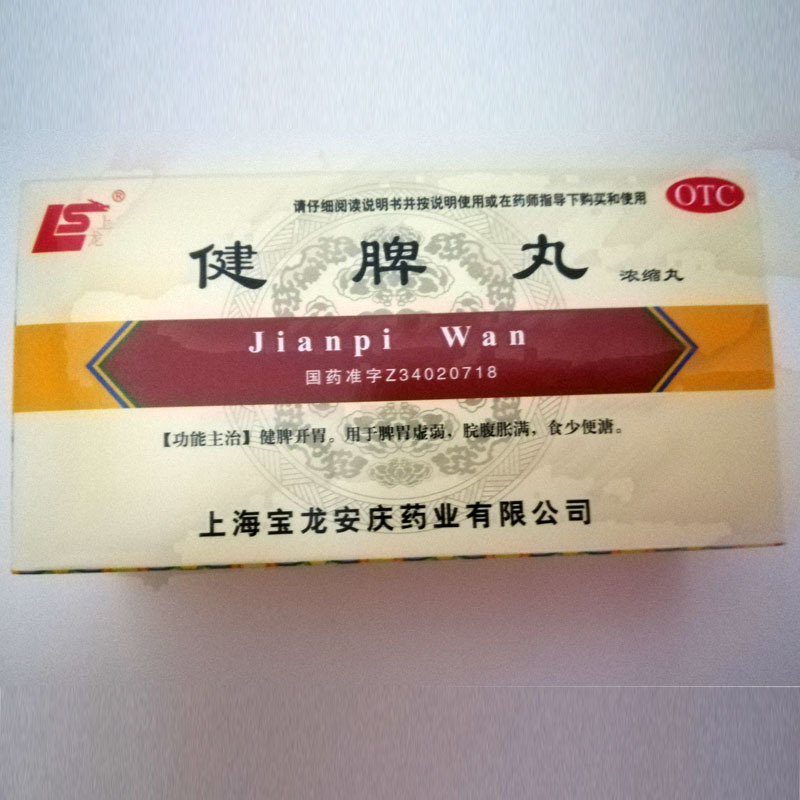 请仔细阅读说明书并按说明使用或在药师指导下购买和使用
OTC
LS
®
上龙
健脾丸 浓缩丸
Jianpi Wan
国药准字Z34020718
【功能主治】健脾开胃。用于脾胃虚弱，脘腹胀满，食少便溏。
上海宝龙安庆药业有限公司